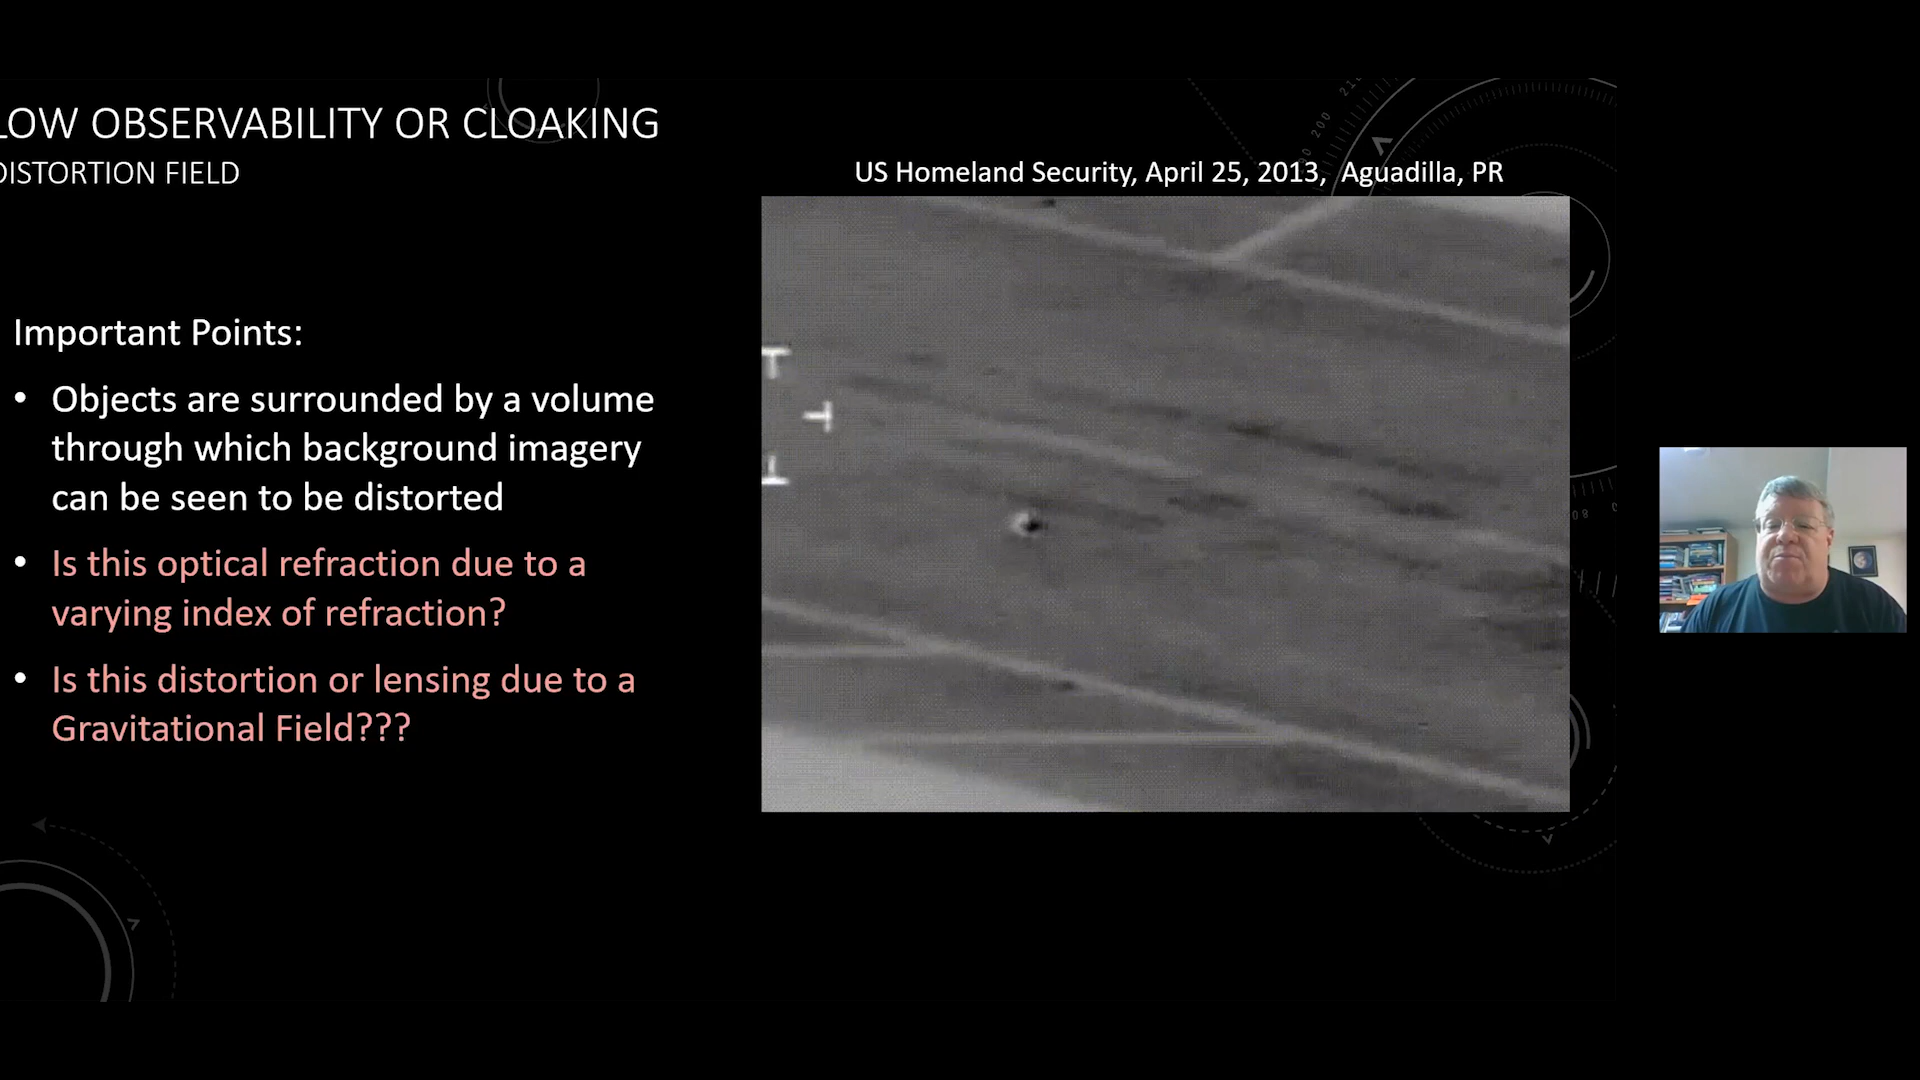 LOW OBSERVABILITY OR CLOAKING
DISTORTION FIELD
US Homeland Security, April 25, 2013, Aguadilla, PR
Important Points:
• Objects are surrounded by a volume
through which background imagery
can be seen to be distorted
• Is this optical refraction due to a
varying index of refraction?
• Is this distortion or lensing due to a
Gravitational Field???
200